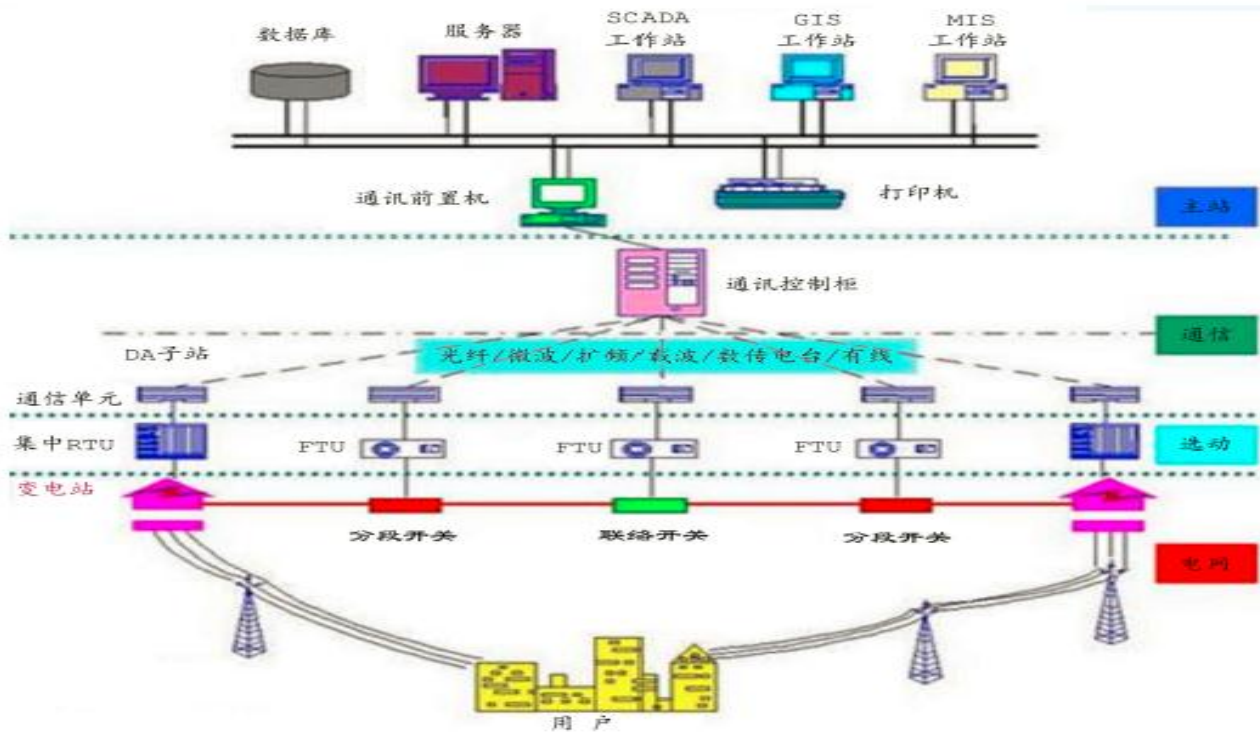 数据库
服务器
SCADA
工作站
GIS
工作站
MIS
工作站
通讯前置机
打印机
主站
通讯控制柜
通信
DA子站
光纤/微波/扩频/载波/数传电台/有线
通信单元
集中RTU
FTU
FTU
FTU
选动
变电站
分段开关
联络开关
分段开关
电网
用户